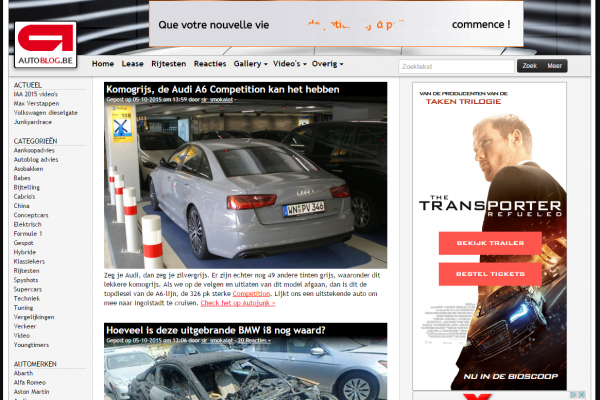 Que votre nouvelle vie commence !
AUTOBLOG.BE
Home Lease Rijtesten Reacties Gallery Video's Overig
Zoektekst Zoek Meer
ACTUEEL
IAA 2015 video's
Max Verstappen
Volkswagen dieselgate
Junkyardrace
CATEGORIEËN
Aankoopadvies
Autoblog advies
Asobakken
Babes
Bijtelling
Cabrio's
China
Conceptcars
Elektrisch
Formule 1
Gespot
Hybride
Klassiekers
Rijtesten
Spyshots
Supercars
Techniek
Tuning
Vergelijkingen
Verkeer
Video
Youngtimers
AUTOMERKEN
Abarth
Alfa Romeo
Aston Martin
Komogrijs, de Audi A6 Competition kan het hebben
Gepost op 05-10-2015 om 13:59 door sir_smokalot -
108
WN PV 346
Zeg je Audi, dan zeg je zilvergrijs. Er zijn echter nog 49 andere tinten grijs, waaronder dit
lekkere komogrijs. Als we op de velgen en uitlaten van dit model afgaan, dan is dit de
topdiesel van de A6-lijn, de 326 pk sterke Competition. Lijkt ons een uitstekende auto om
mee naar Ingolstadt te cruisen. Check het op Autojunk »
Hoeveel is deze uitgebrande BMW i8 nog waard?
Gepost op 05-10-2015 om 13:06 door sir_smokalot - 20 Reacties »
VAN DE PRODUCENTEN VAN DE
TAKEN TRILOGIE
THE
TRANSPORTER
REFUELED
BEKIJK TRAILER
BESTEL TICKETS
NU IN DE BIOSCOOP